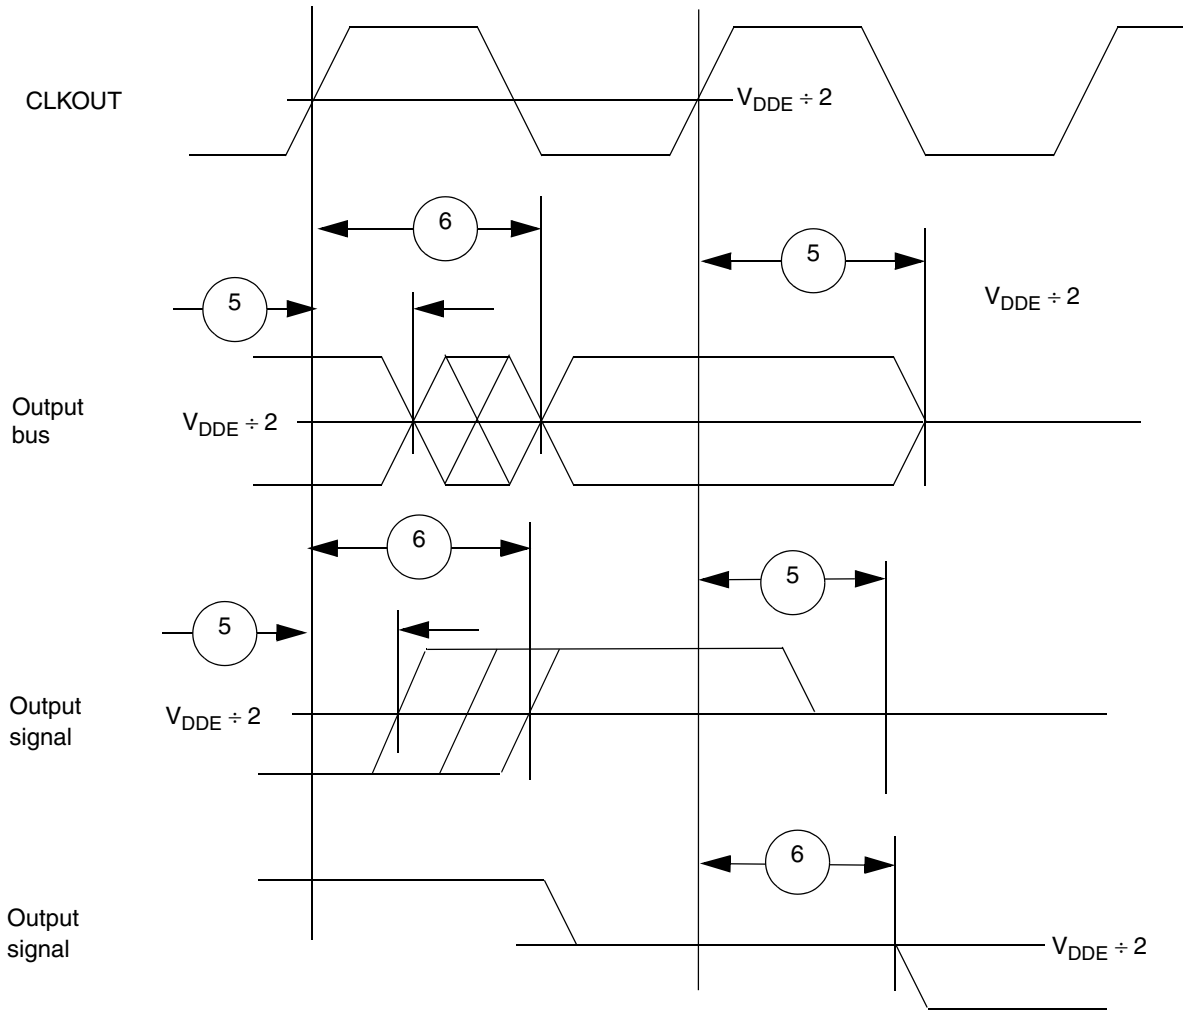 CLKOUT
V_DDE ÷ 2
6
5
5
V_DDE ÷ 2
Output
bus
V_DDE ÷ 2
6
5
5
Output
signal
V_DDE ÷ 2
6
Output
signal
V_DDE ÷ 2